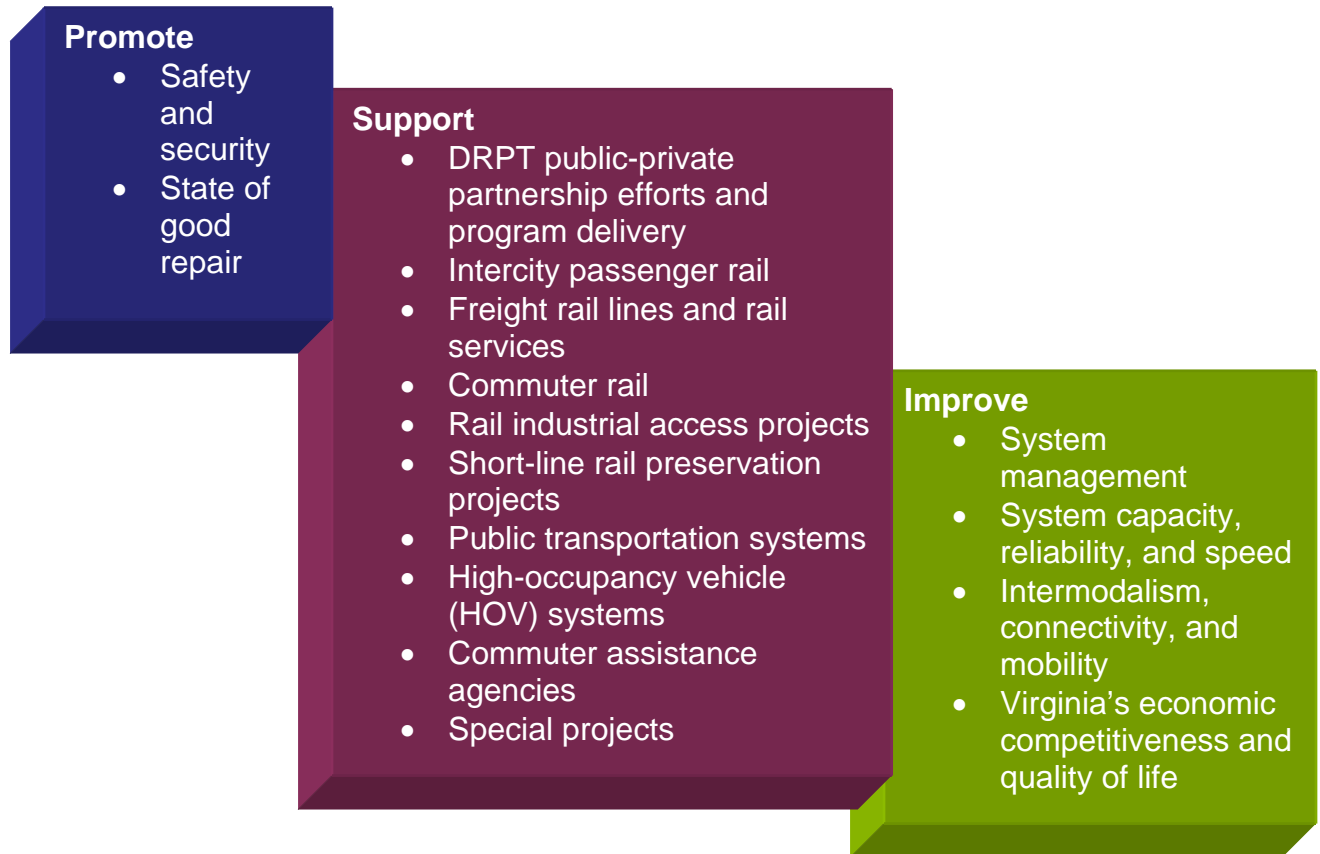 Promote
• Safety
and
security
• State of
good
repair
Support
• DRPT public-private
partnership efforts and
program delivery
• Intercity passenger rail
• Freight rail lines and rail
services
• Commuter rail
• Rail industrial access projects
• Short-line rail preservation
projects
• Public transportation systems
• High-occupancy vehicle
(HOV) systems
• Commuter assistance
agencies
• Special projects
Improve
• System
management
• System capacity,
reliability, and speed
• Intermodalism,
connectivity, and
mobility
• Virginia’s economic
competitiveness and
quality of life